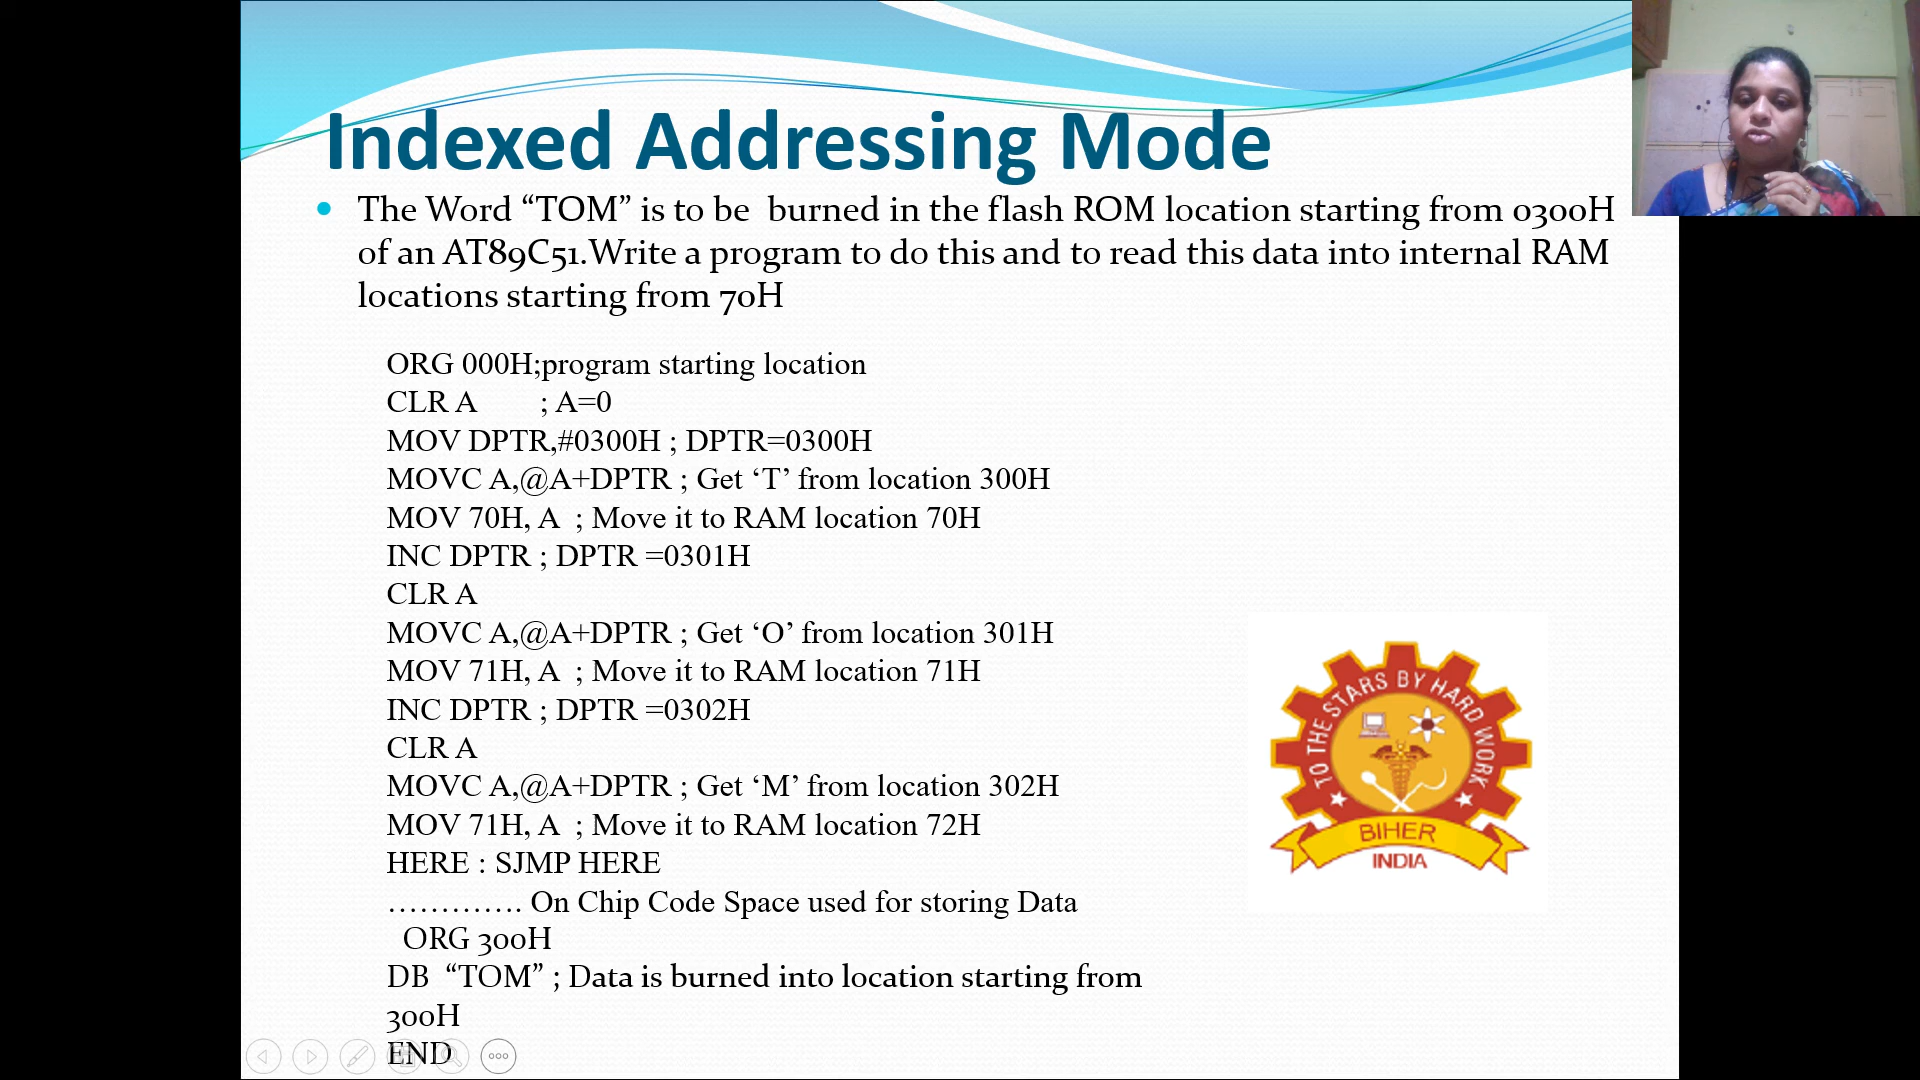 Indexed Addressing Mode
The Word “TOM” is to be burned in the flash ROM location starting from 0300H
of an AT89C51.Write a program to do this and to read this data into internal RAM
locations starting from 70H
ORG 000H;program starting location
CLR A ; A=0
MOV DPTR,#0300H ; DPTR=0300H
MOVC A,@A+DPTR ; Get ‘T’ from location 300H
MOV 70H, A ; Move it to RAM location 70H
INC DPTR ; DPTR =0301H
CLR A
MOVC A,@A+DPTR ; Get ‘O’ from location 301H
MOV 71H, A ; Move it to RAM location 71H
INC DPTR ; DPTR =0302H
CLR A
MOVC A,@A+DPTR ; Get ‘M’ from location 302H
MOV 71H, A ; Move it to RAM location 72H
HERE : SJMP HERE
…………. On Chip Code Space used for storing Data
ORG 300H
DB “TOM” ; Data is burned into location starting from
300H
END
TO THE STARS BY HARD WORK
BIHER
INDIA